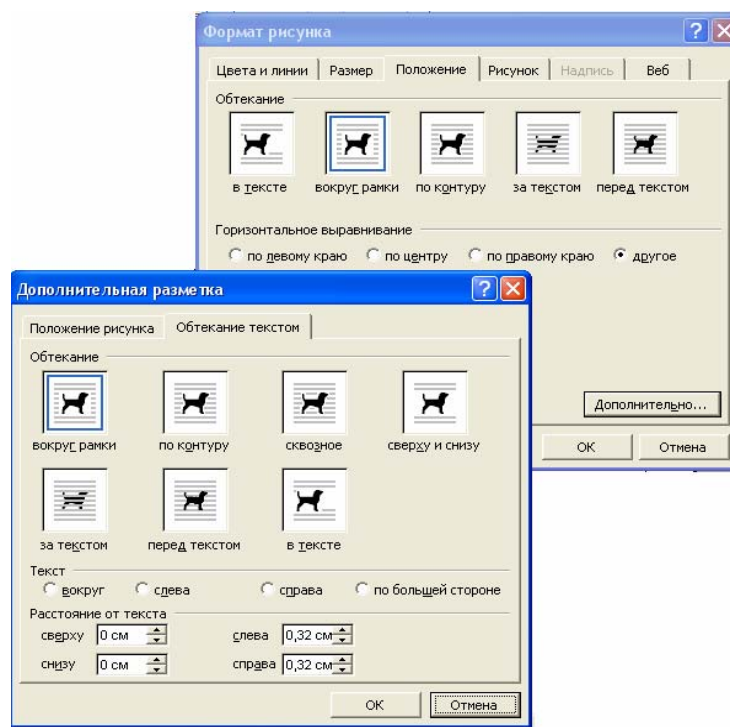 Формат рисунка
Цвета и линии Размер Положение Рисунок Надпись Веб
Обтекание
в тексте вокруг рамки по контуру за текстом перед текстом
Горизонтальное выравнивание
по левому краю по центру по правому краю другое
Дополнительно...
ОК Отмена
Дополнительная разметка
Положение рисунка Обтекание текстом
Обтекание
вокруг рамки по контуру сквозное сверху и снизу
за текстом перед текстом в тексте
Текст
вокруг слева справа по большей стороне
Расстояние от текста
сверху 0 см слева 0,32 см
снизу 0 см справа 0,32 см
ОК Отмена